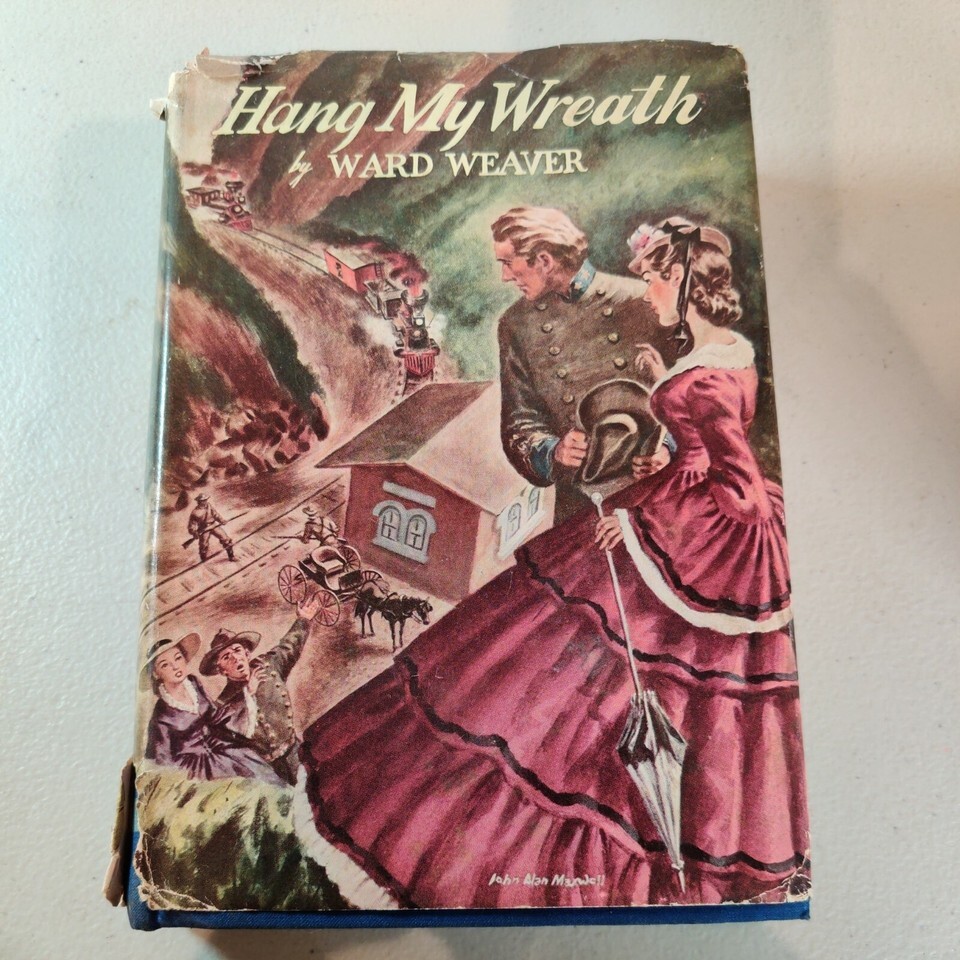 Hang My Wreath
by WARD WEAVER
John Alan Maxwell